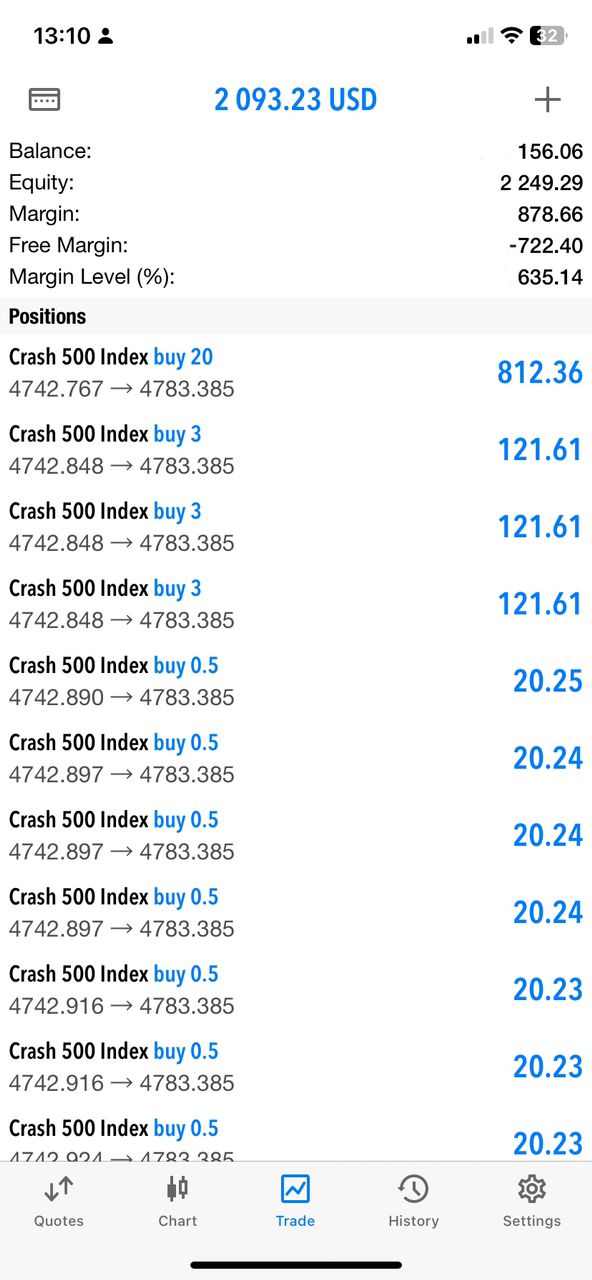 13:10
32
2 093.23 USD
Balance: 156.06
Equity: 2 249.29
Margin: 878.66
Free Margin: -722.40
Margin Level (%): 635.14
Positions
Crash 500 Index buy 20
4742.767 → 4783.385
812.36
Crash 500 Index buy 3
4742.848 → 4783.385
121.61
Crash 500 Index buy 3
4742.848 → 4783.385
121.61
Crash 500 Index buy 3
4742.848 → 4783.385
121.61
Crash 500 Index buy 0.5
4742.890 → 4783.385
20.25
Crash 500 Index buy 0.5
4742.897 → 4783.385
20.24
Crash 500 Index buy 0.5
4742.897 → 4783.385
20.24
Crash 500 Index buy 0.5
4742.897 → 4783.385
20.24
Crash 500 Index buy 0.5
4742.916 → 4783.385
20.23
Crash 500 Index buy 0.5
4742.916 → 4783.385
20.23
Crash 500 Index buy 0.5
4742.924 → 4783.385
20.23
Quotes
Chart
Trade
History
Settings